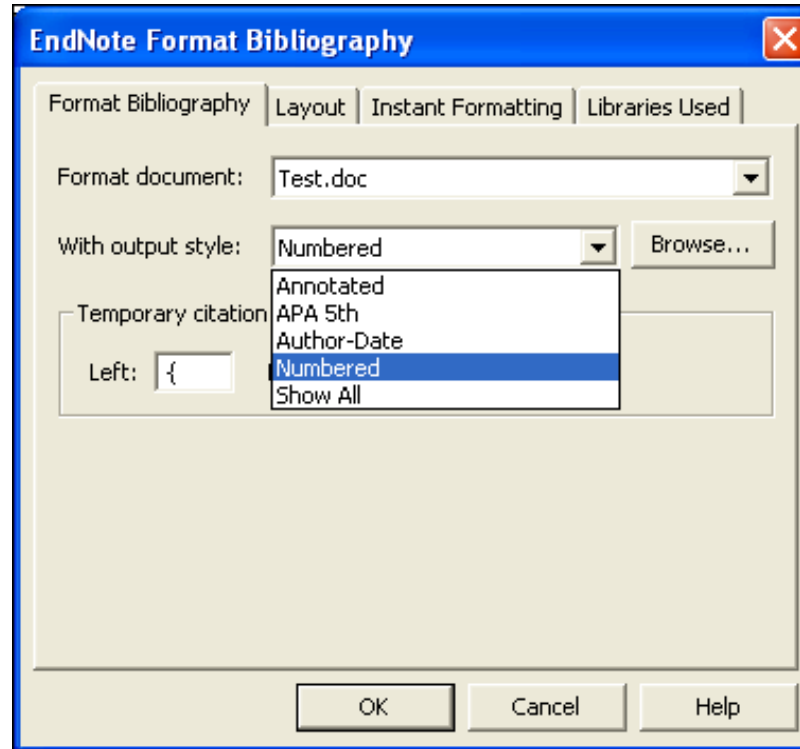 EndNote Format Bibliography
Format Bibliography Layout Instant Formatting Libraries Used
Format document: Test.doc
With output style: Numbered Browse...
Annotated
APA 5th
Temporary citation
Author-Date
Left: { Numbered
Show All
OK Cancel Help